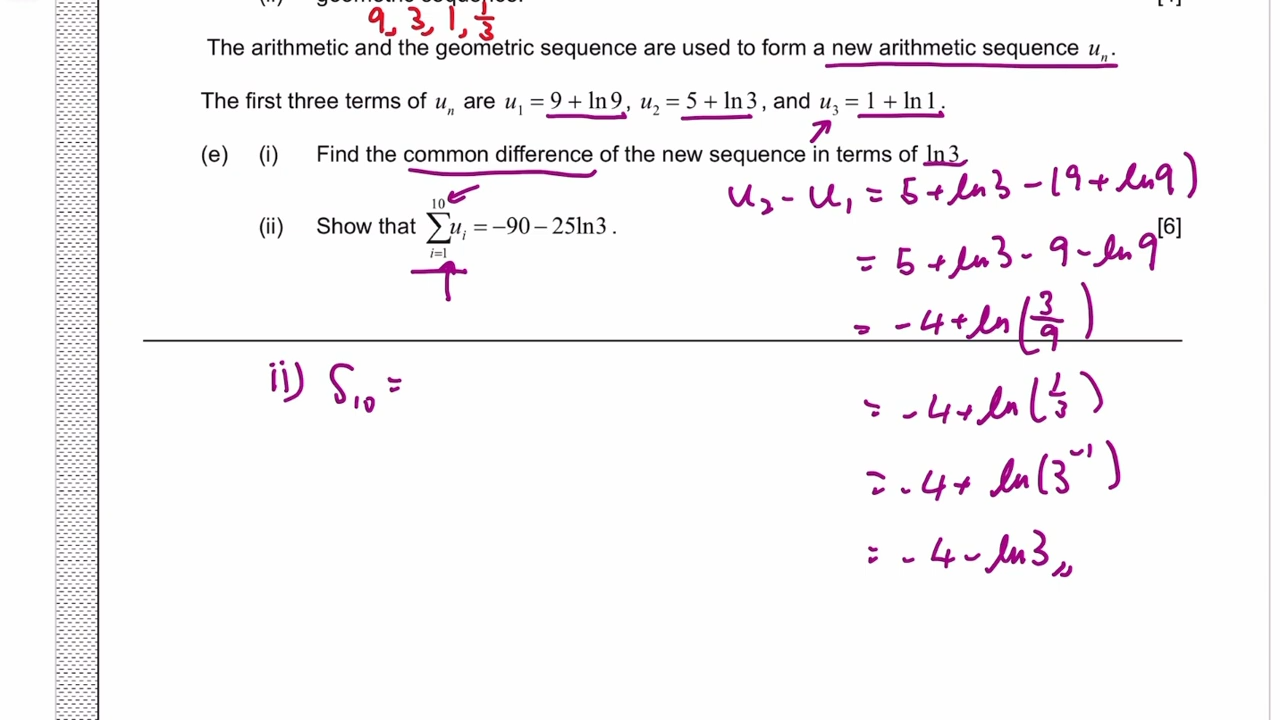 9, 3, 1, 1/3
The arithmetic and the geometric sequence are used to form a new arithmetic sequence uₙ.
The first three terms of uₙ are u₁ = 9 + ln9, u₂ = 5 + ln3, and u₃ = 1 + ln1.
(e) (i) Find the common difference of the new sequence in terms of ln3.
u₂ - u₁ = 5 + ln3 - (9 + ln9)
(ii) Show that ∑_{i=1}^{10} uᵢ = -90 - 25ln3. [6]
= 5 + ln3 - 9 - ln9
= -4 + ln(3/9)
ii) S₁₀ =
= -4 + ln(1/3)
= -4 + ln(3⁻¹)
= -4 - ln3